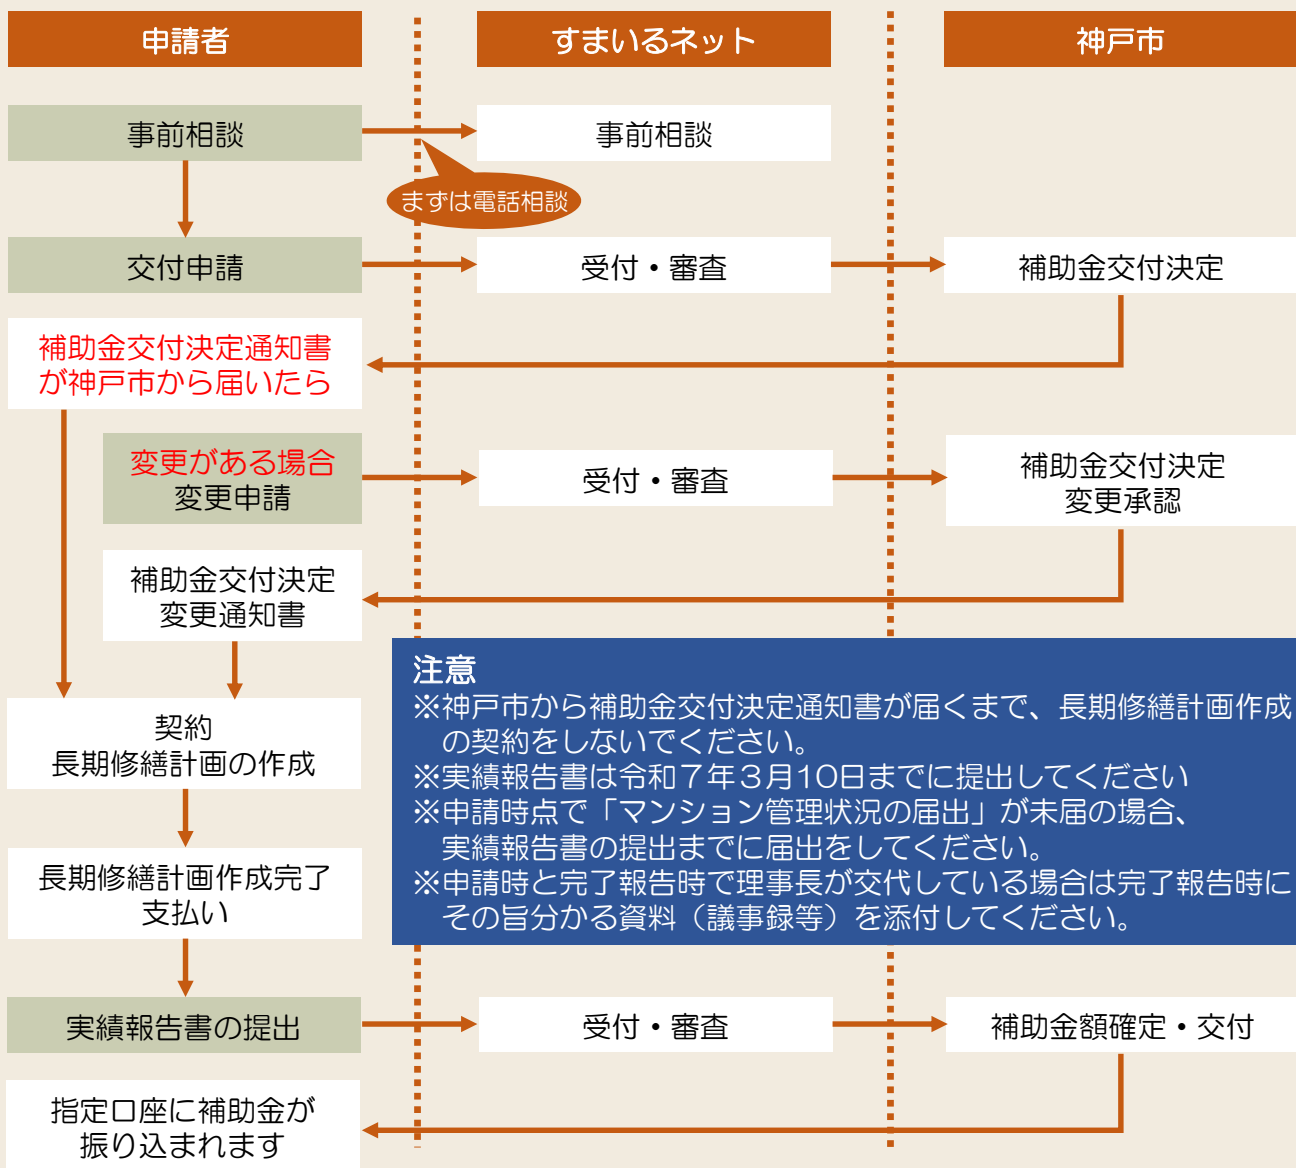 申請者
すまいるネット
神戸市
事前相談
事前相談
まずは電話相談
交付申請
受付・審査
補助金交付決定
補助金交付決定通知書
が神戸市から届いたら
変更がある場合
変更申請
受付・審査
補助金交付決定
変更承認
補助金交付決定
変更通知書
注意
※神戸市から補助金交付決定通知書が届くまで、長期修繕計画作成
の契約をしないでください。
※実績報告書は令和７年３月10日までに提出してください
※申請時点で「マンション管理状況の届出」が未届の場合、
実績報告書の提出までに届出をしてください。
※申請時と完了報告時で理事長が交代している場合は完了報告時に
その旨分かる資料（議事録等）を添付してください。
契約
長期修繕計画の作成
長期修繕計画作成完了
支払い
実績報告書の提出
受付・審査
補助金額確定・交付
指定口座に補助金が
振り込まれます